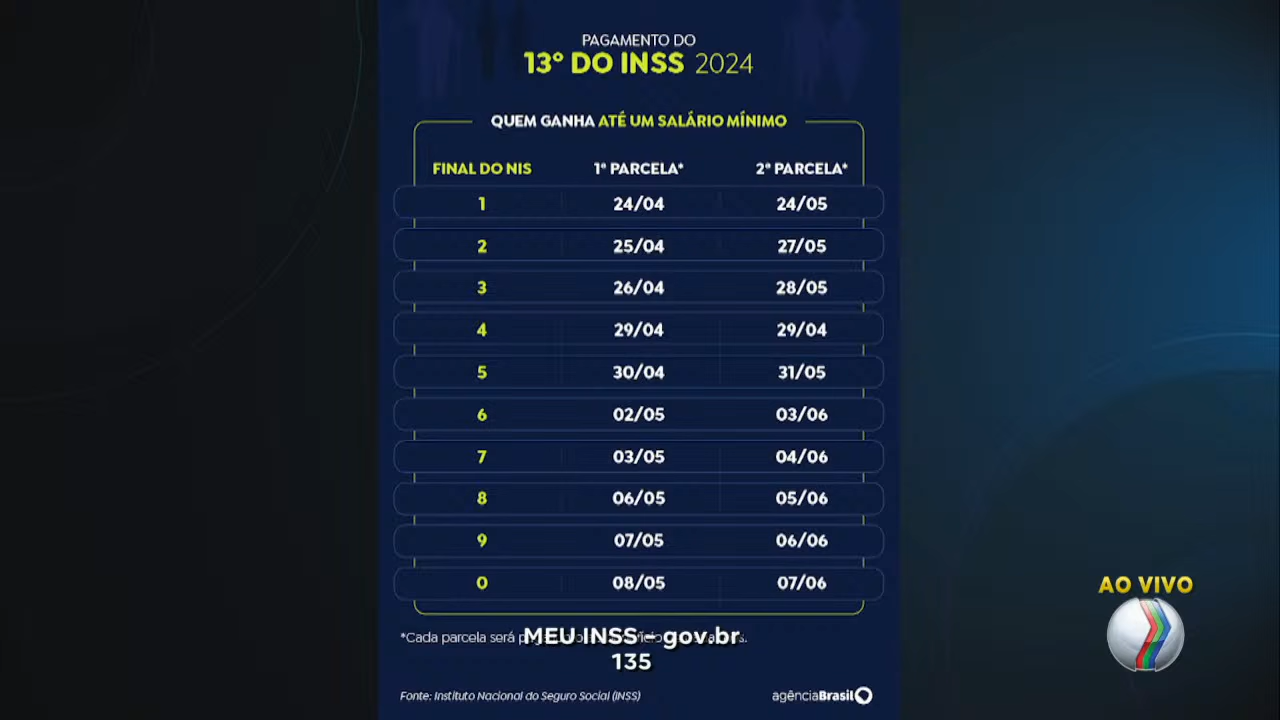 PAGAMENTO DO
13º DO INSS 2024
QUEM GANHA ATÉ UM SALÁRIO MÍNIMO
FINAL DO NIS 1ª PARCELA* 2ª PARCELA*
1 24/04 24/05
2 25/04 27/05
3 26/04 28/05
4 29/04 29/04
5 30/04 31/05
6 02/05 03/06
7 03/05 04/06
8 06/05 05/06
9 07/05 06/06
0 08/05 07/06
AO VIVO
*Cada parcela será
MEU INSS - gov.br
135
Fonte: Instituto Nacional do Seguro Social (INSS)
agênciaBrasil